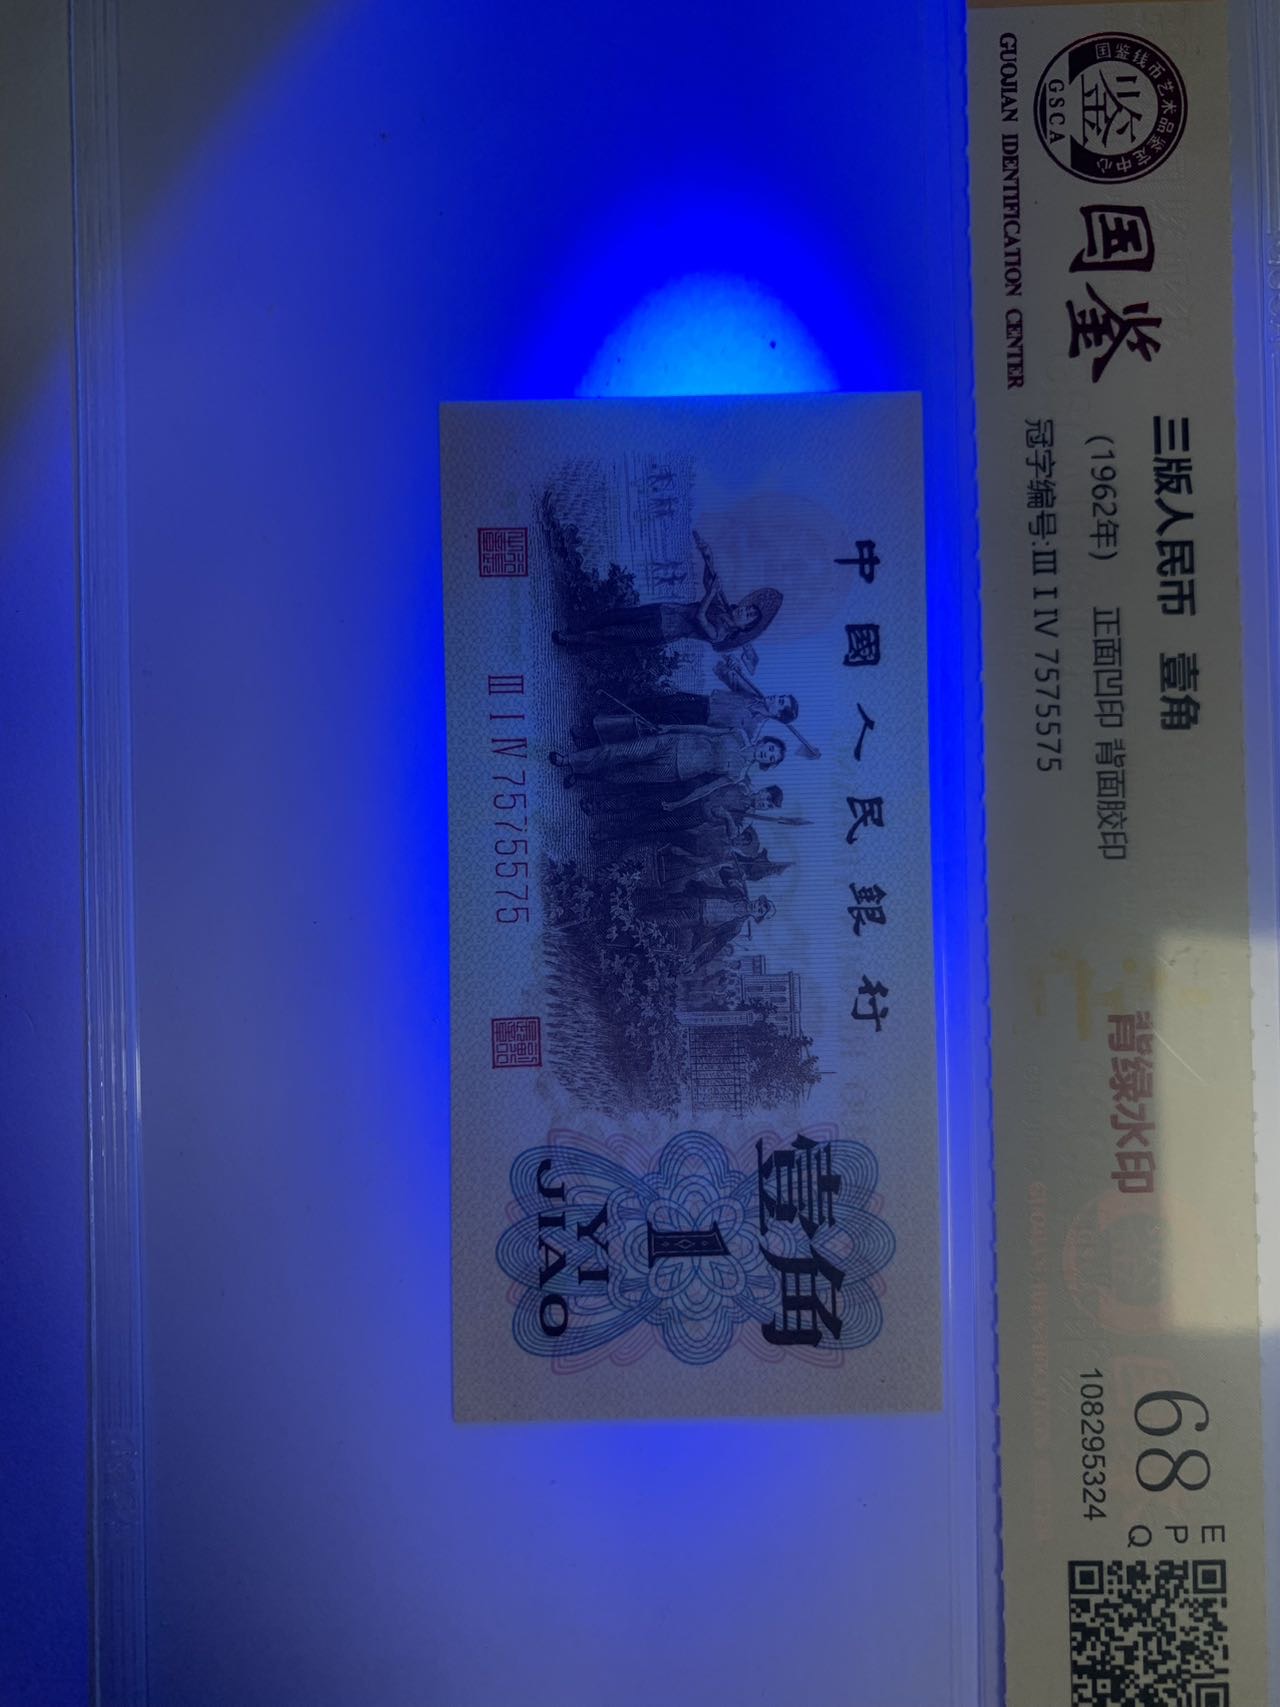 国鉴钱币艺术品鉴定中心
GSCA
鉴
国鉴
GUOJIAN IDENTIFICATION CENTER
三版人民币 壹角
(1962年) 正面凹印 背面胶印
冠字编号:Ⅲ Ⅰ Ⅳ 7575575
背绿水印
68
E
P
Q
108295324
中國人民銀行
壹角
1
YI
JIAO
Ⅲ Ⅰ Ⅳ 7575575